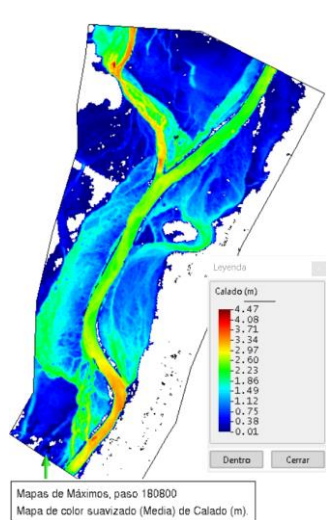 Leyenda
Calado (m)
4.47
4.08
3.71
3.34
2.97
2.60
2.23
1.86
1.49
1.12
0.75
0.38
0.01
Dentro Cerrar
Mapas de Máximos, paso 180800
Mapa de color suavizado (Media) de Calado (m).